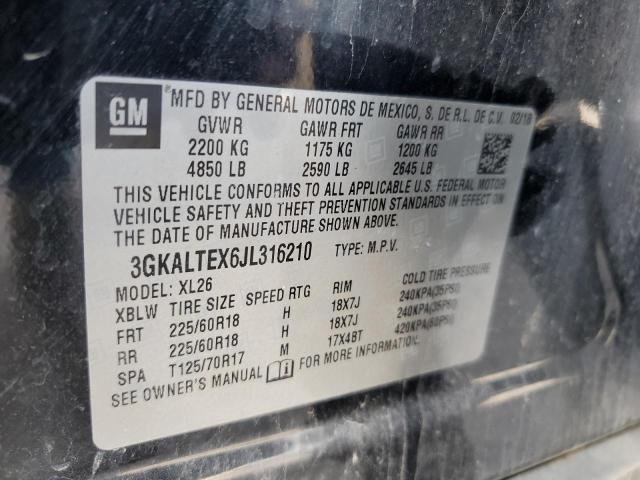 GM
*MFD BY GENERAL MOTORS DE MEXICO, S. DE R.L. DE C.V. 02/18
GVWR GAWR FRT GAWR RR
2200 KG 1175 KG 1200 KG
4850 LB 2590 LB 2645 LB
THIS VEHICLE CONFORMS TO ALL APPLICABLE U.S. FEDERAL MOTOR
VEHICLE SAFETY AND THEFT PREVENTION STANDARDS IN EFFECT ON
THE DATE OF MANUFACTURE SHOWN ABOVE.
3GKALTEX6JL316210 TYPE: M.P.V.
MODEL: XL26
XBLW TIRE SIZE SPEED RTG RIM COLD TIRE PRESSURE
FRT 225/60R18 H 18X7J 240KPA(35PSI)
RR 225/60R18 H 18X7J 240KPA(35PSI)
SPA T125/70R17 M 17X4BT 420KPA(60PSI)
SEE OWNER'S MANUAL i FOR MORE INFORMATION.